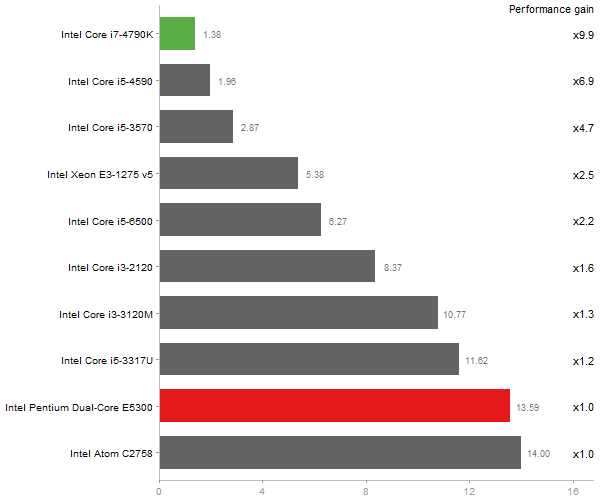 Performance gain
Intel Core i7-4790K 1.38 x9.9
Intel Core i5-4590 1.96 x6.9
Intel Core i5-3570 2.87 x4.7
Intel Xeon E3-1275 v5 5.38 x2.5
Intel Core i5-6500 6.27 x2.2
Intel Core i3-2120 8.37 x1.6
Intel Core i3-3120M 10.77 x1.3
Intel Core i5-3317U 11.62 x1.2
Intel Pentium Dual-Core E5300 13.59 x1.0
Intel Atom C2758 14.00 x1.0
0 4 8 12 16